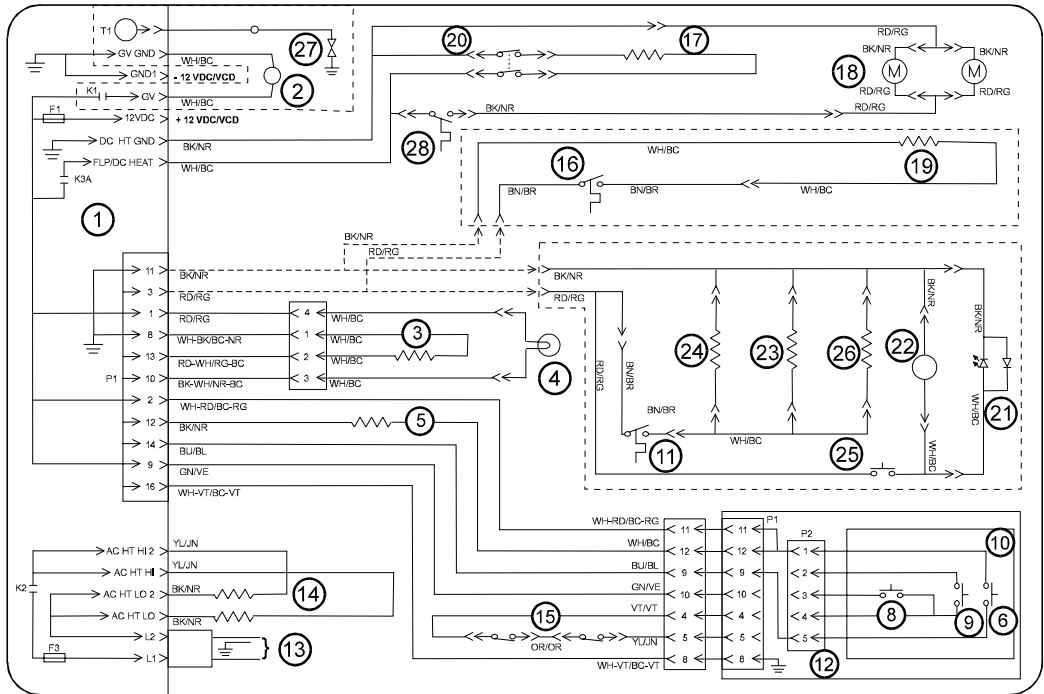 T1
GV GND
GND1
- 12 VDC/VCD
WH/BC
K1
GV
WH/BC
F1
12VDC
+ 12 VDC/VCD
DC HT GND
BK/NR
FLP/DC HEAT
WH/BC
K3A
27
2
1
20
17
RD/RG
BK/NR
BK/NR
18
M
M
RD/RG
RD/RG
BK/NR
RD/RG
28
WH/BC
16
19
BN/BR
BN/BR
WH/BC
BK/NR
RD/RG
11
BK/NR
3
RD/RG
1
RD/RG
8
WH-BK/BC-NR
13
RD-WH/RG-BC
P1
10
BK-WH/NR-BC
2
WH-RD/BC-RG
12
BK/NR
14
BU/BL
9
GN/VE
16
WH-VT/BC-VT
4
WH/BC
1
WH/BC
2
WH/BC
3
WH/BC
3
4
5
BK/NR
RD/RG
RD/RG
BN/BR
BN/BR
11
WH/BC
24
23
26
22
BK/NR
WH/BC
25
BK/NR
WH/BC
21
AC HT HI 2
YL/JN
AC HT HI
YL/JN
K2
AC HT LO 2
BK/NR
AC HT LO
BK/NR
14
L2
F3
L1
13
15
OR/OR
WH-RD/BC-RG
11
11
WH/BC
12
12
BU/BL
9
9
GN/VE
10
10
VT/VT
4
4
YL/JN
5
5
WH-VT/BC-VT
8
8
P1
P2
1
2
3
4
5
12
10
8
9
6